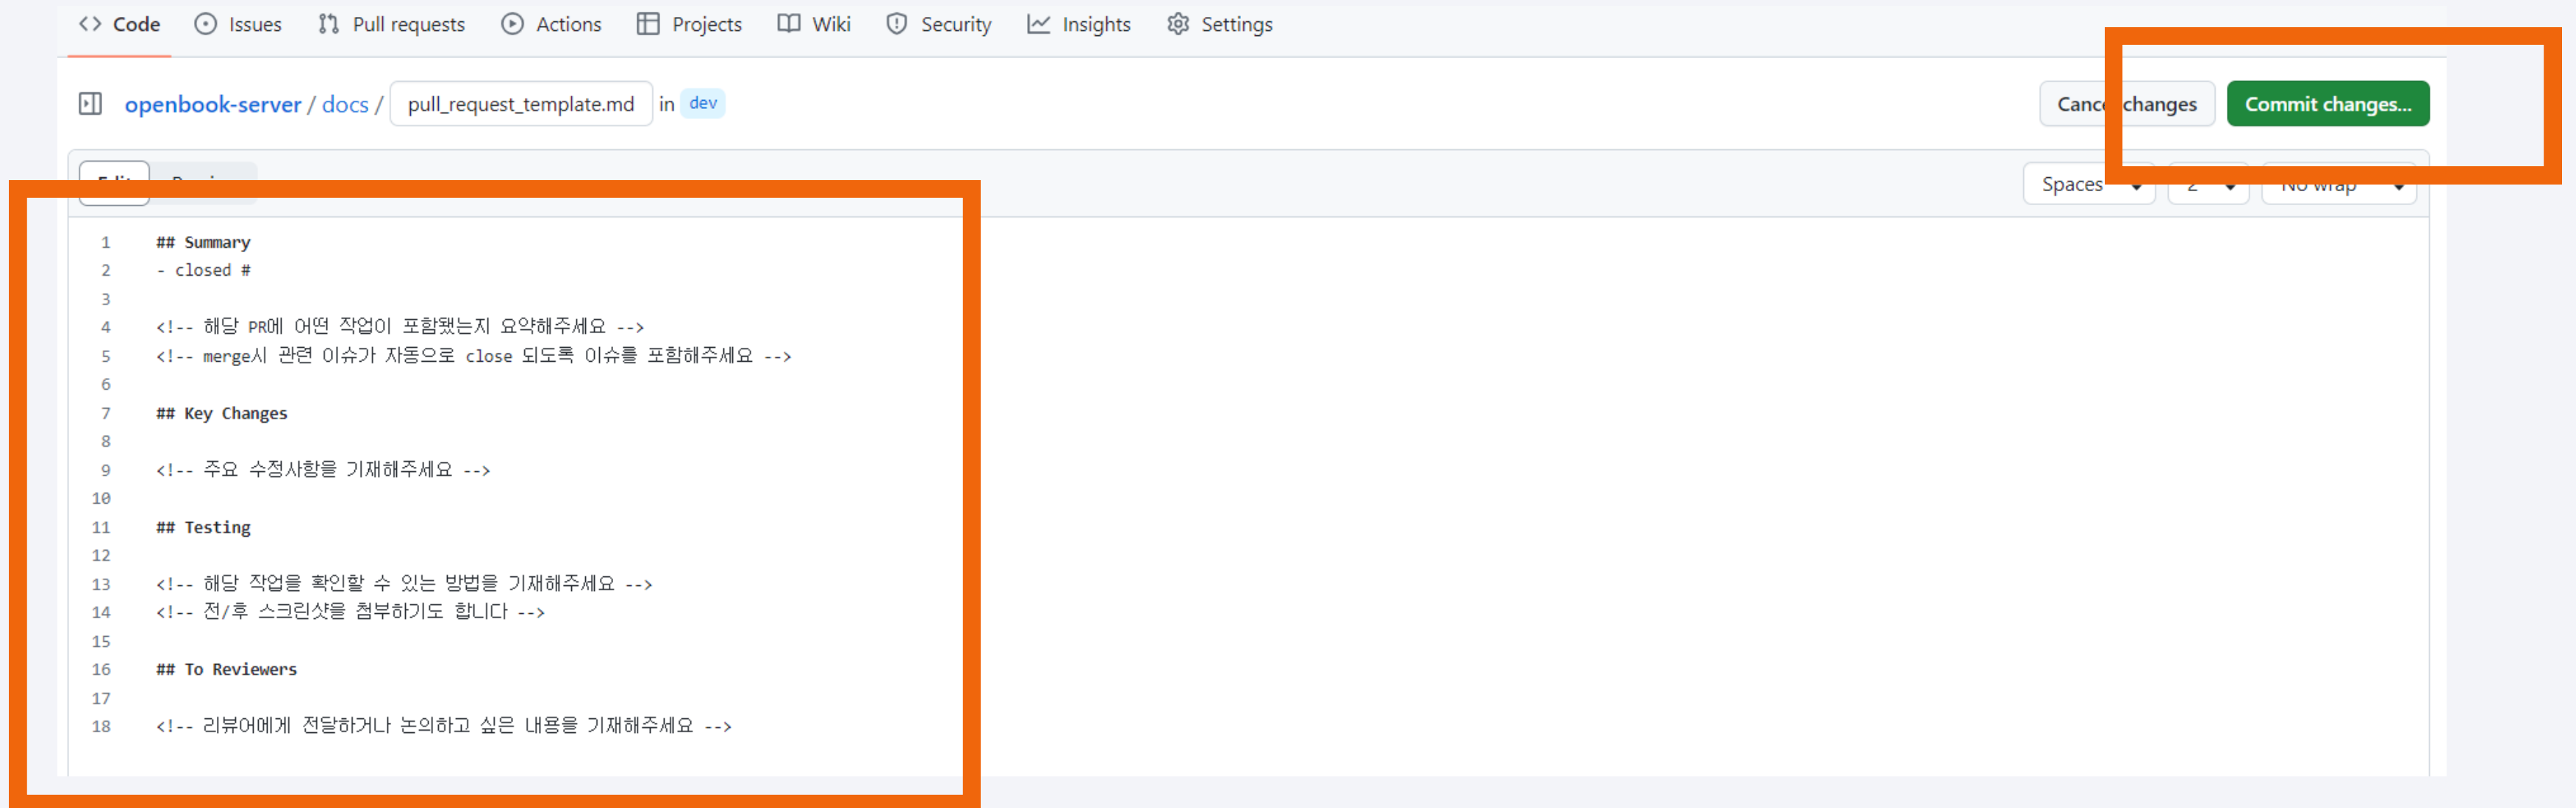 Code Issues Pull requests Actions Projects Wiki Security Insights Settings
openbook-server / docs / pull_request_template.md in dev Cancel changes Commit changes...
Spaces 2 No wrap
1 ## Summary
2 - closed #
3
4 <!-- 해당 PR에 어떤 작업이 포함됐는지 요약해주세요 -->
5 <!-- merge시 관련 이슈가 자동으로 close 되도록 이슈를 포함해주세요 -->
6
7 ## Key Changes
8
9 <!-- 주요 수정사항을 기재해주세요 -->
10
11 ## Testing
12
13 <!-- 해당 작업을 확인할 수 있는 방법을 기재해주세요 -->
14 <!-- 전/후 스크린샷을 첨부하기도 합니다 -->
15
16 ## To Reviewers
17
18 <!-- 리뷰어에게 전달하거나 논의하고 싶은 내용을 기재해주세요 -->